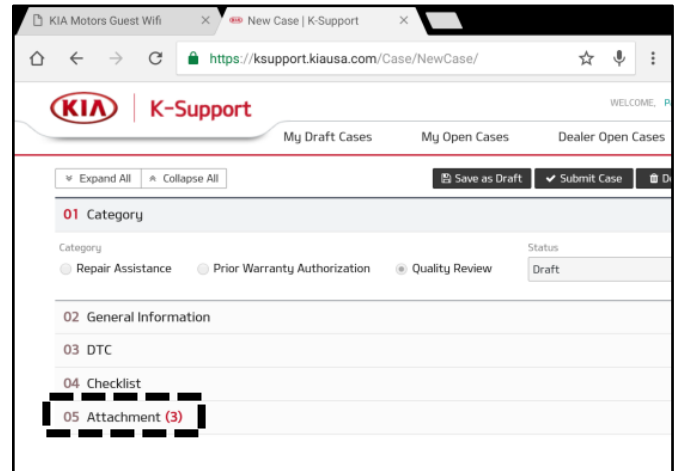 KIA Motors Guest Wifi
New Case | K-Support
https://ksupport.kiausa.com/Case/NewCase/
KIA K-Support
WELCOME,
My Draft Cases My Open Cases Dealer Open Cases
Expand All Collapse All Save as Draft Submit Case
01 Category
Category Status
Repair Assistance Prior Warranty Authorization Quality Review Draft
02 General Information
03 DTC
04 Checklist
05 Attachment (3)